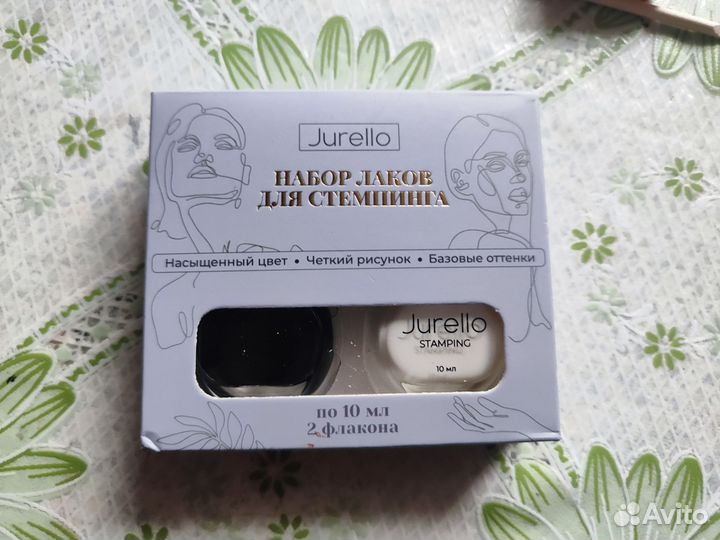 Jurello
НАБОР ЛАКОВ
ДЛЯ СТЕМПИНГА
Насыщенный цвет • Четкий рисунок • Базовые оттенки
Jurello
STAMPING
10 мл
по 10 мл
2 флакона
Avito